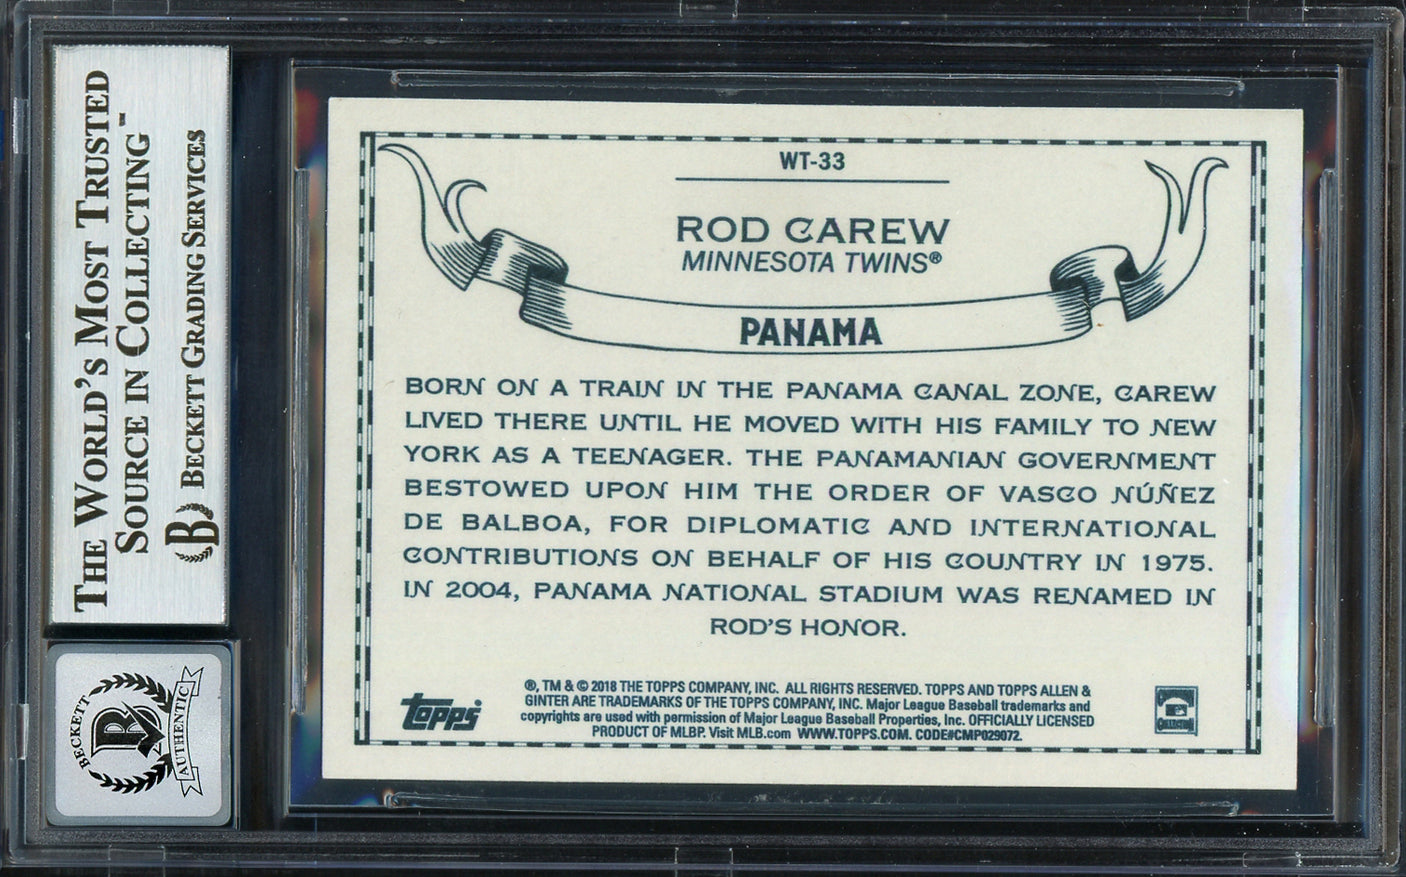 THE WORLD'S MOST TRUSTED
SOURCE IN COLLECTING™
BECKETT GRADING SERVICES
B
BECKETT
B
AUTHENTIC
WT-33
ROD CAREW
MINNESOTA TWINS®
PANAMA
BORN ON A TRAIN IN THE PANAMA CANAL ZONE, CAREW
LIVED THERE UNTIL HE MOVED WITH HIS FAMILY TO NEW
YORK AS A TEENAGER. THE PANAMANIAN GOVERNMENT
BESTOWED UPON HIM THE ORDER OF VASCO NÚÑEZ
DE BALBOA, FOR DIPLOMATIC AND INTERNATIONAL
CONTRIBUTIONS ON BEHALF OF HIS COUNTRY IN 1975.
IN 2004, PANAMA NATIONAL STADIUM WAS RENAMED IN
ROD'S HONOR.
topps
®, TM & © 2018 THE TOPPS COMPANY, INC. ALL RIGHTS RESERVED. TOPPS AND TOPPS ALLEN &
GINTER ARE TRADEMARKS OF THE TOPPS COMPANY, INC. Major League Baseball trademarks and
copyrights are used with permission of Major League Baseball Properties, Inc. OFFICIALLY LICENSED
PRODUCT OF MLBP. Visit MLB.com WWW.TOPPS.COM. CODE#CMP029072.